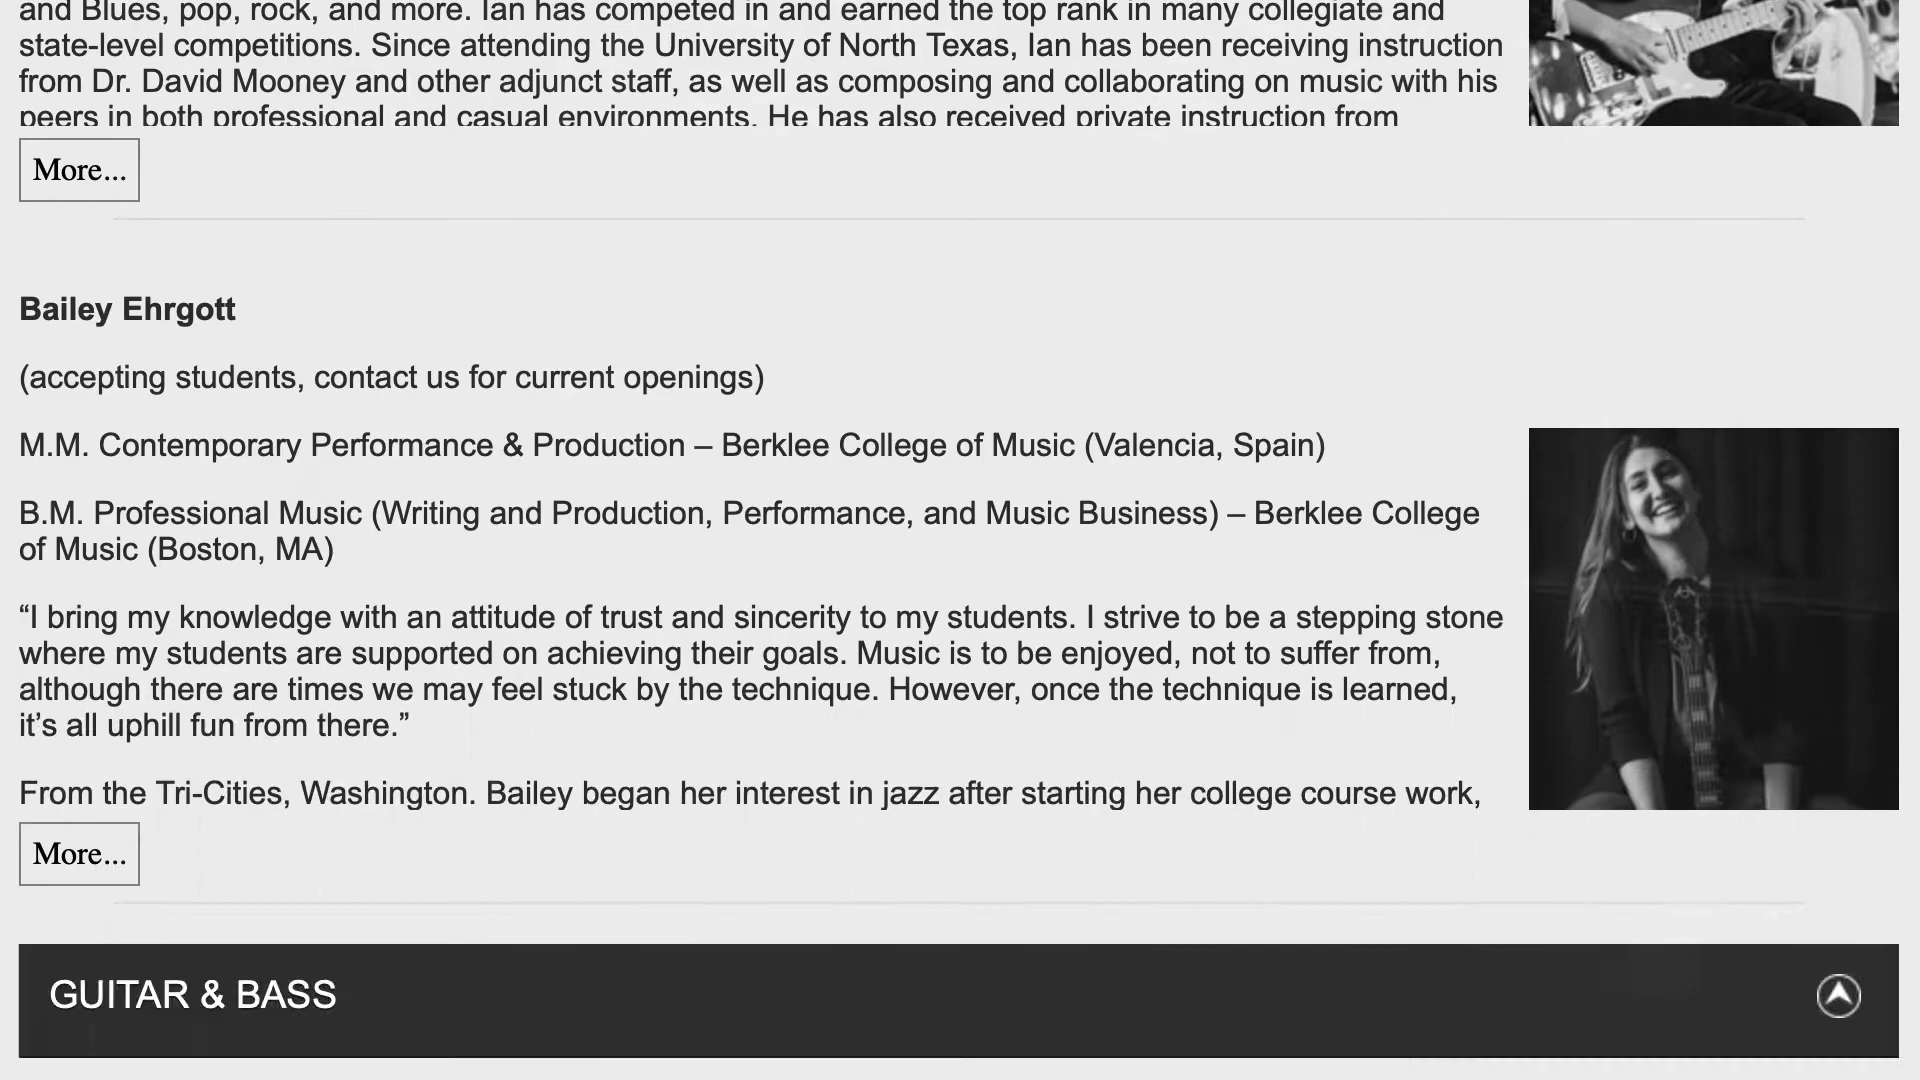 and Blues, pop, rock, and more. Ian has competed in and earned the top rank in many collegiate and
state-level competitions. Since attending the University of North Texas, Ian has been receiving instruction
from Dr. David Mooney and other adjunct staff, as well as composing and collaborating on music with his
peers in both professional and casual environments. He has also received private instruction from
More...
Bailey Ehrgott
(accepting students, contact us for current openings)
M.M. Contemporary Performance & Production – Berklee College of Music (Valencia, Spain)
B.M. Professional Music (Writing and Production, Performance, and Music Business) – Berklee College
of Music (Boston, MA)
“I bring my knowledge with an attitude of trust and sincerity to my students. I strive to be a stepping stone
where my students are supported on achieving their goals. Music is to be enjoyed, not to suffer from,
although there are times we may feel stuck by the technique. However, once the technique is learned,
it’s all uphill fun from there.”
From the Tri-Cities, Washington. Bailey began her interest in jazz after starting her college course work,
More...
GUITAR & BASS